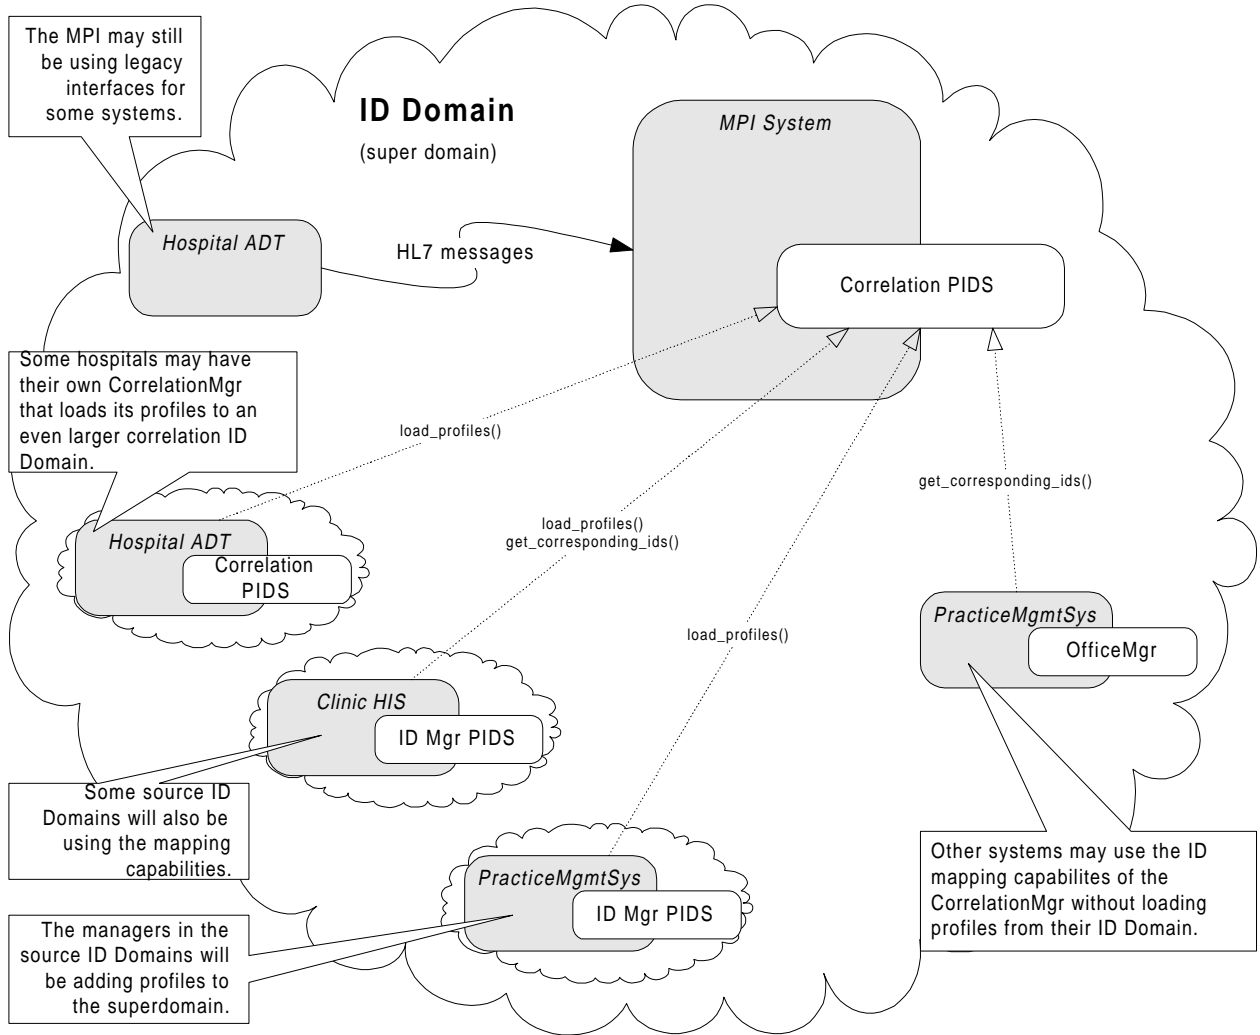 The MPI may still
be using legacy
interfaces for
some systems.
ID Domain
(super domain)
MPI System
Hospital ADT
HL7 messages
Correlation PIDS
Some hospitals may have
their own CorrelationMgr
that loads its profiles to an
even larger correlation ID
Domain.
load_profiles()
get_corresponding_ids()
load_profiles()
get_corresponding_ids()
Hospital ADT
Correlation
PIDS
PracticeMgmtSys
OfficeMgr
load_profiles()
Clinic HIS
ID Mgr PIDS
Some source ID
Domains will also be
using the mapping
capabilities.
Other systems may use the ID
mapping capabilites of the
CorrelationMgr without loading
profiles from their ID Domain.
PracticeMgmtSys
ID Mgr PIDS
The managers in the
source ID Domains will
be adding profiles to
the superdomain.